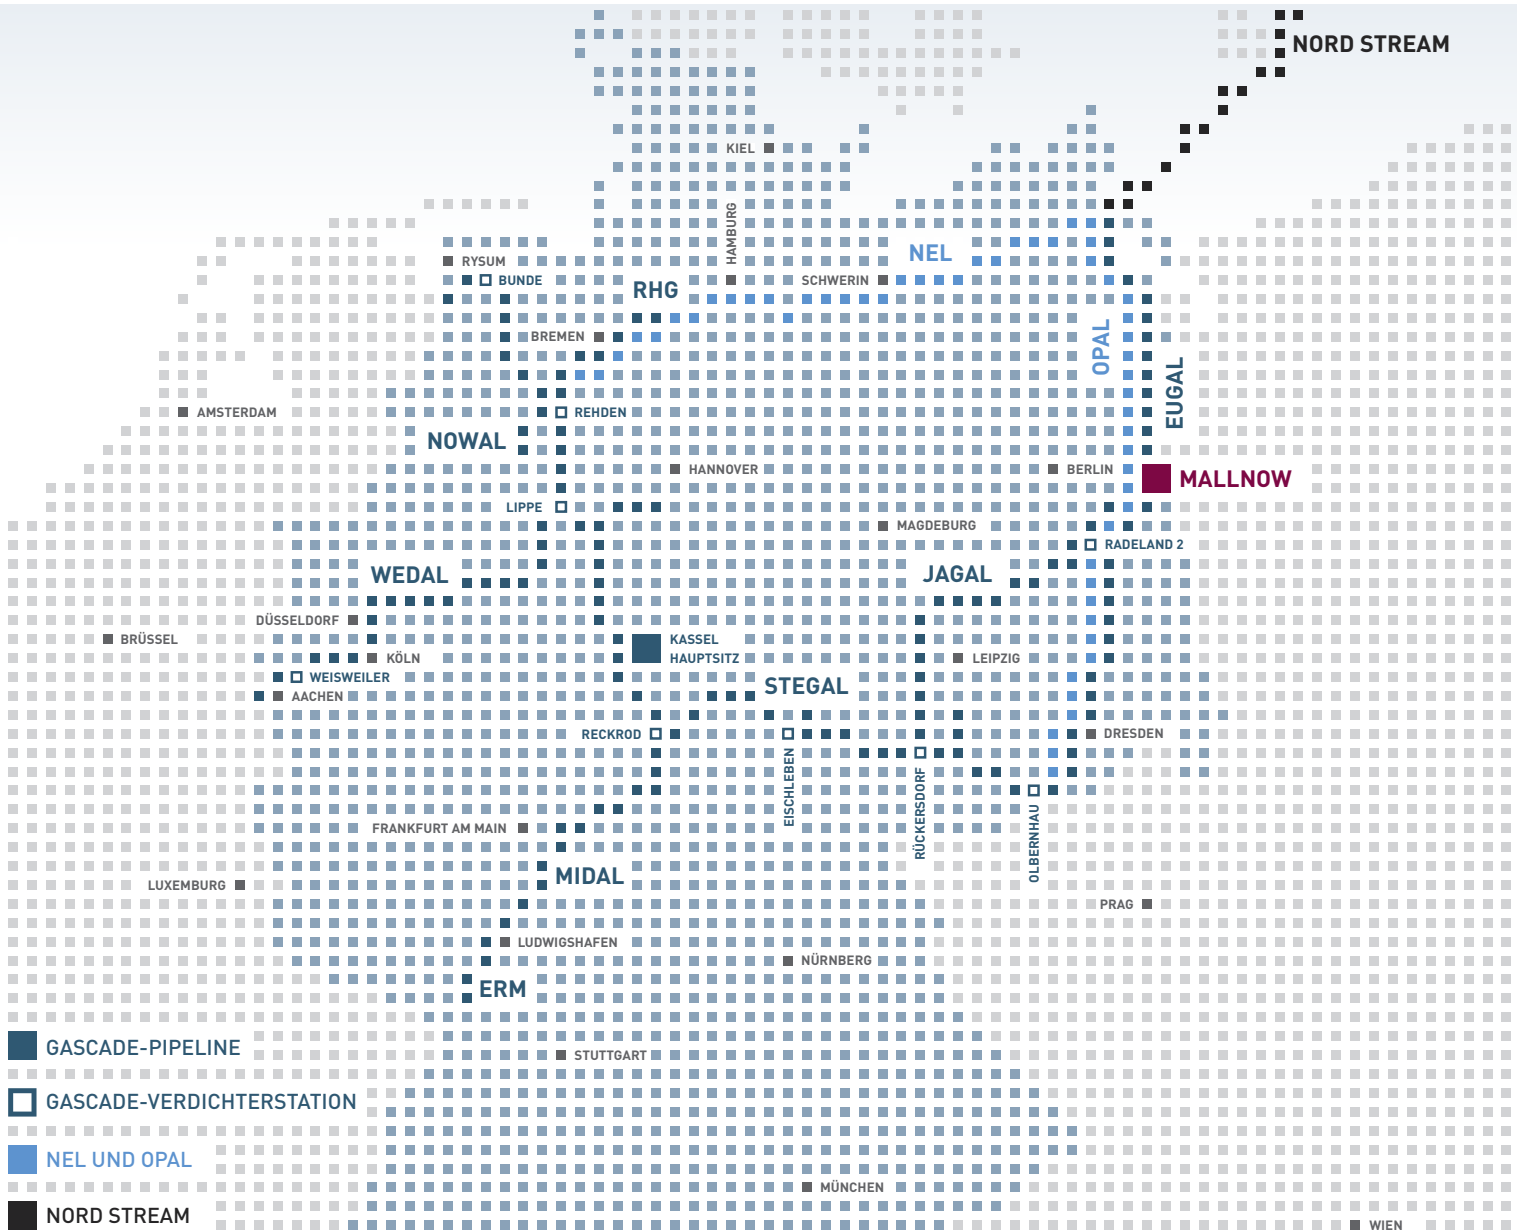 NORD STREAM
KIEL
HAMBURG
NEL
RYSUM
BUNDE
SCHWERIN
RHG
BREMEN
OPAL
EUGAL
AMSTERDAM
REHDEN
NOWAL
HANNOVER
BERLIN
MALLNOW
LIPPE
MAGDEBURG
RADELAND 2
WEDAL
JAGAL
DÜSSELDORF
BRÜSSEL
KASSEL
HAUPTSITZ
KÖLN
LEIPZIG
WEISWEILER
STEGAL
AACHEN
RECKROD
DRESDEN
EISCHLEBEN
RÜCKERSDORF
OLBERNHAU
FRANKFURT AM MAIN
MIDAL
LUXEMBURG
PRAG
LUDWIGSHAFEN
NÜRNBERG
ERM
GASCADE-PIPELINE
STUTTGART
GASCADE-VERDICHTERSTATION
NEL UND OPAL
MÜNCHEN
NORD STREAM
WIEN